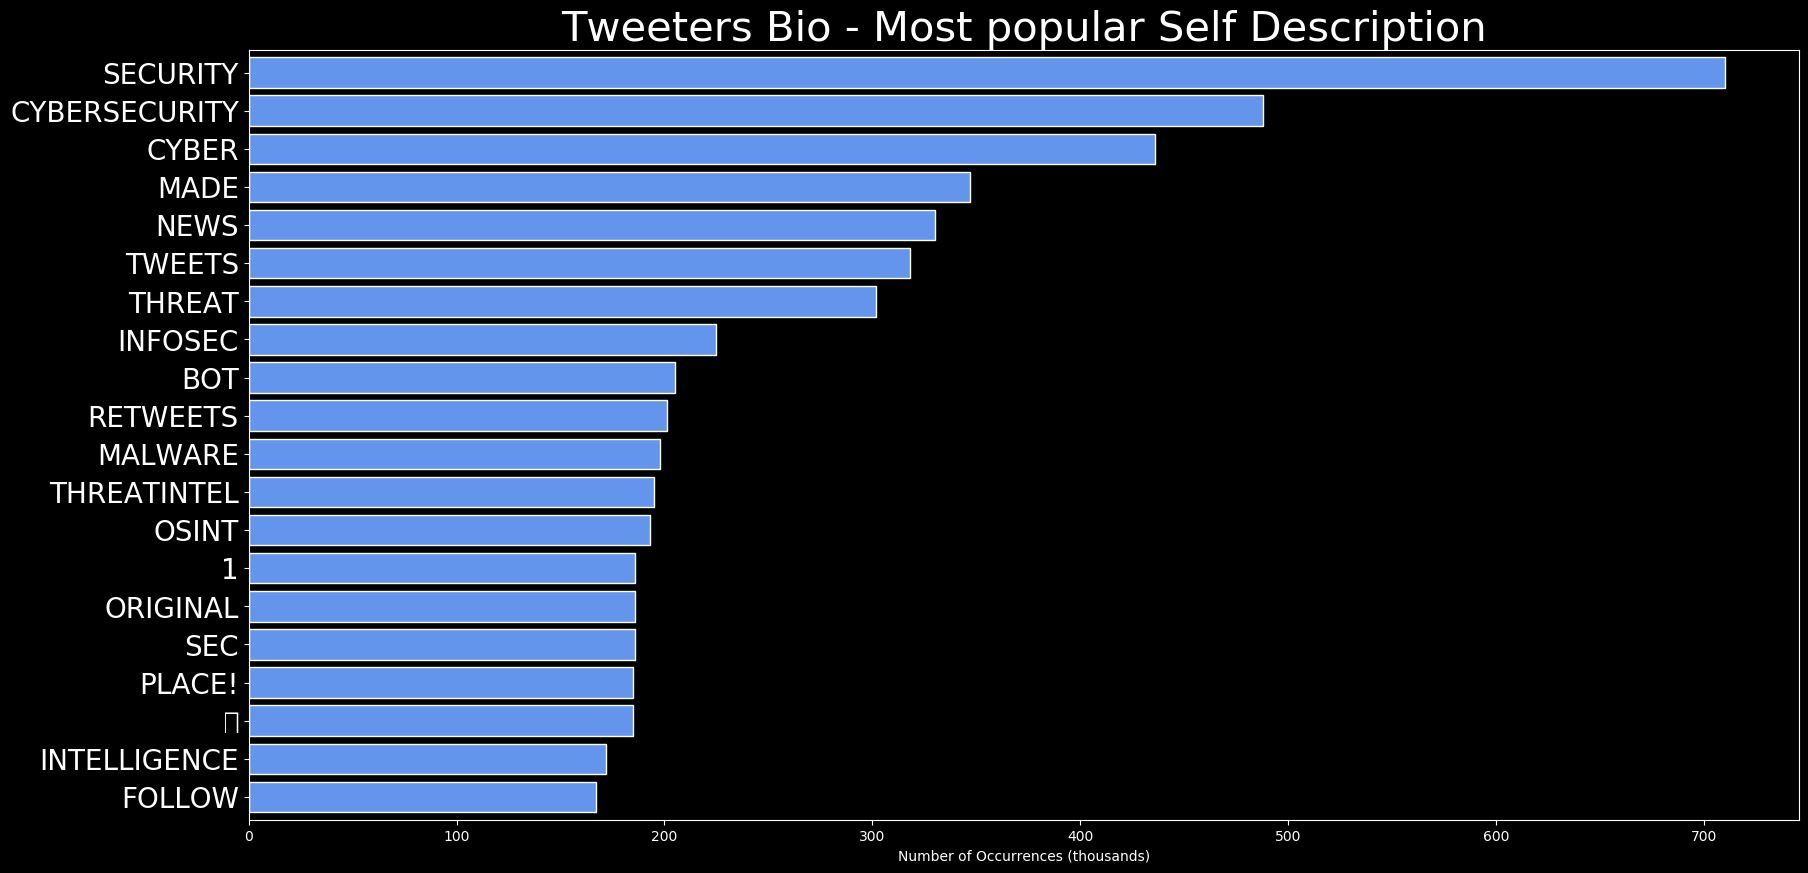 Tweeters Bio - Most popular Self Description
SECURITY
CYBERSECURITY
CYBER
MADE
NEWS
TWEETS
THREAT
INFOSEC
BOT
RETWEETS
MALWARE
THREATINTEL
OSINT
1
ORIGINAL
SEC
PLACE!
INTELLIGENCE
FOLLOW
0 100 200 300 400 500 600 700
Number of Occurrences (thousands)